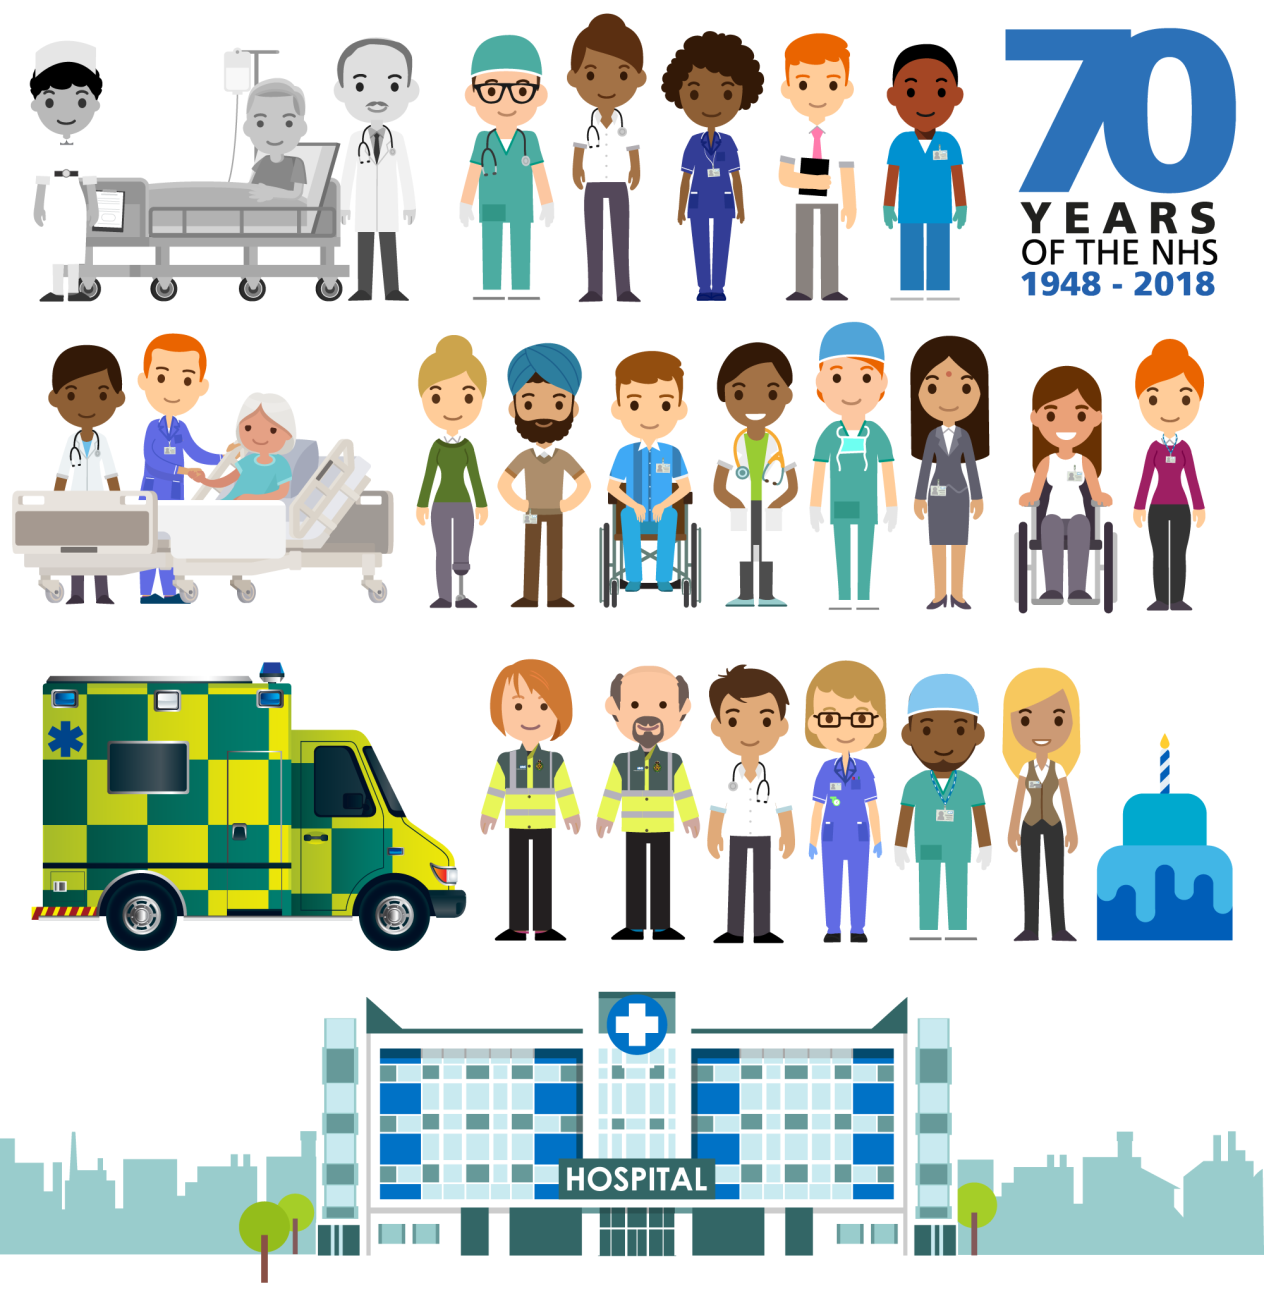 70
YEARS
OF THE NHS
1948 - 2018
HOSPITAL